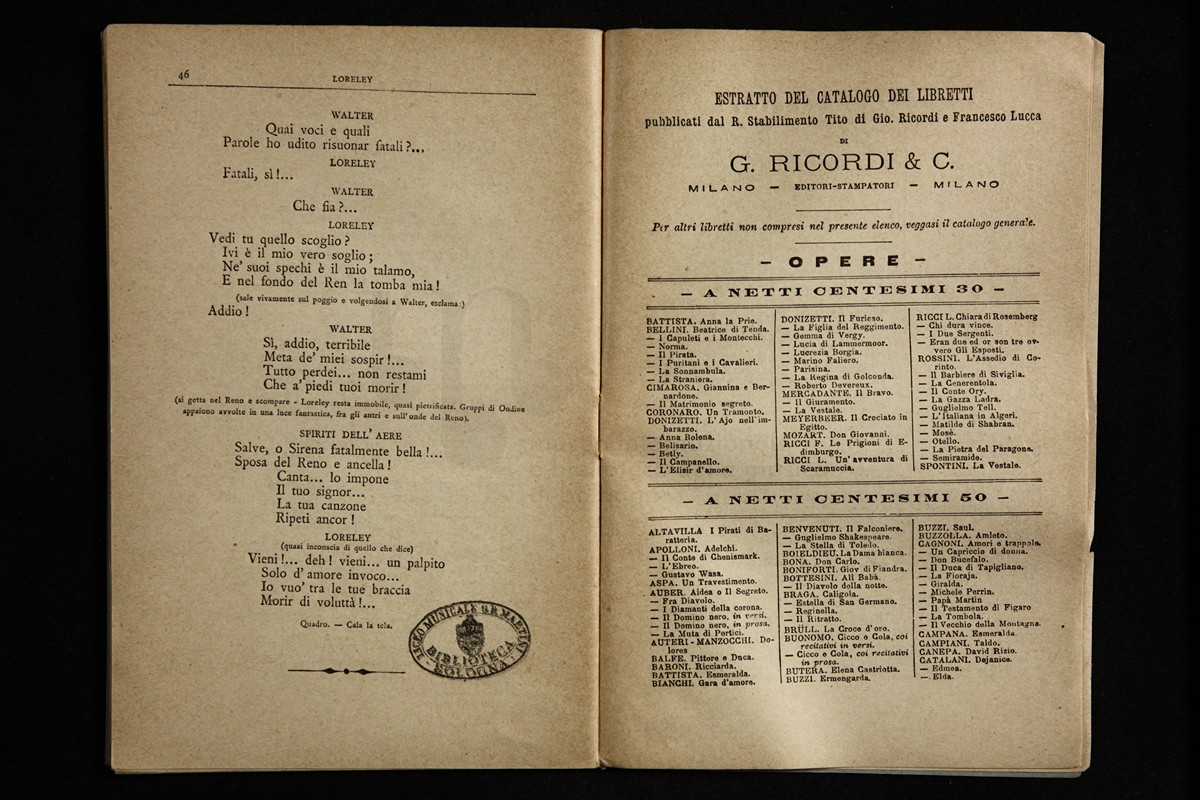 46
LORELEY
WALTER
Quai voci e quali
Parole ho udito risuonar fatali?...
LORELEY
Fatali, sì!...
WALTER
Che fia?...
LORELEY
Vedi tu quello scoglio?
Ivi è il mio vero soglio;
Ne' suoi spechi è il mio talamo,
E nel fondo del Ren la tomba mia!
(sale vivamente sul poggio e volgendosi a Walter, esclama:)
Addio!
WALTER
Sì, addio, terribile
Meta de' miei sospir!...
Tutto perdei... non restami
Che a' piedi tuoi morir!
(si getta nel Reno e scompare - Loreley resta immobile, quasi pietrificata. Gruppi di Ondine
appaiono avvolte in una luce fantastica, fra gli antri e sull'onde del Reno).
SPIRITI DELL'AERE
Salve, o Sirena fatalmente bella!...
Sposa del Reno e ancella!
Canta... lo impone
Il tuo signor...
La tua canzone
Ripeti ancor!
LORELEY
(quasi inconscia di quello che dice)
Vieni!... deh! vieni... un palpito
Solo d'amore invoco...
Io vuo' tra le tue braccia
Morir di voluttà!...
Quadro. — Cala la tela.
LICEO MUSICALE G.B. MARTINI
BIBLIOTECA
BOLOGNA
ESTRATTO DEL CATALOGO DEI LIBRETTI
pubblicati dal R. Stabilimento Tito di Gio. Ricordi e Francesco Lucca
DI
G. RICORDI & C.
MILANO — EDITORI-STAMPATORI — MILANO
Per altri libretti non compresi nel presente elenco, veggasi il catalogo generale.
— OPERE —
— A NETTI CENTESIMI 30 —
BATTISTA. Anna la Prie.
BELLINI. Beatrice di Tenda.
— I Capuleti e i Montecchi.
— Norma.
— Il Pirata.
— I Puritani e i Cavalieri.
— La Sonnambula.
— La Straniera.
CIMAROSA. Giannina e Ber-
nardone.
— Il Matrimonio segreto.
CORONARO. Un Tramonto.
DONIZETTI. L'Ajo nell'im-
barazzo.
— Anna Bolena.
— Belisario.
— Betly.
— Il Campanello.
— L'Elisir d'amore.
DONIZETTI. Il Furioso.
— La Figlia del Reggimento.
— Gemma di Vergy.
— Lucia di Lammermoor.
— Lucrezia Borgia.
— Marino Faliero.
— Parisina.
— La Regina di Golconda.
— Roberto Devereux.
MERCADANTE. Il Bravo.
— Il Giuramento.
— La Vestale.
MEYERBEER. Il Crociato in
Egitto.
MOZART. Don Giovanni.
RICCI F. Le Prigioni di E-
dimburgo.
RICCI L. Un'avventura di
Scaramuccia.
RICCI L. Chiara di Rosemberg
— Chi dura vince.
— I Due Sergenti.
— Eran due ed or son tre ov-
vero Gli Esposti.
ROSSINI. L'Assedio di Co-
rinto.
— Il Barbiere di Siviglia.
— La Cenerentola.
— Il Conte Ory.
— La Gazza Ladra.
— Guglielmo Tell.
— L'Italiana in Algeri.
— Matilde di Shabran.
— Mosè.
— Otello.
— La Pietra del Paragone.
— Semiramide.
SPONTINI. La Vestale.
— A NETTI CENTESIMI 50 —
ALTAVILLA I Pirati di Ba-
ratteria.
APOLLONI. Adelchi.
— Il Conte di Chenismark.
— L'Ebreo.
— Gustavo Wasa.
ASPA. Un Travestimento.
AUBER. Aidea o Il Segreto.
— Fra Diavolo.
— I Diamanti della corona.
— Il Domino nero, in versi.
— Il Domino nero, in prosa.
— La Muta di Portici.
AUTERI-MANZOCCHI. Do-
lores
BALFE. Pittore e Duca.
BARONI. Ricciarda.
BATTISTA. Esmeralda.
BIANCHI. Gara d'amore.
BENVENUTI. Il Falconiere.
— Guglielmo Shakespeare.
— La Stella di Toledo.
BOIELDIEU. La Dama bianca.
BONA. Don Carlo.
BONIFORTI. Giov di Fiandra.
BOTTESINI. Alì Babà.
— Il Diavolo della notte.
BRAGA. Caligola.
— Estella di San Germano.
— Reginella.
— Il Ritratto.
BRÜLL. La Croce d'oro.
BUONOMO. Cicco e Cola, coi
recitativi in versi.
— Cicco e Cola, coi recitativi
in prosa.
BUTERA. Elena Castriotta.
BUZZI. Ermengarda.
BUZZI. Saul.
BUZZOLLA. Amleto.
CAGNONI. Amori e trappole.
— Un Capriccio di donna.
— Don Bucefalo.
— Il Duca di Tapigliano.
— La Fioraja.
— Giralda.
— Michele Perrin.
— Papà Martin
— Il Testamento di Figaro
— La Tombola.
— Il Vecchio della Montagna.
CAMPANA. Esmeralda
CAMPIANI. Taldo.
CANEPA. David Rizio.
CATALANI. Dejanice.
— Edmea.
— Elda.